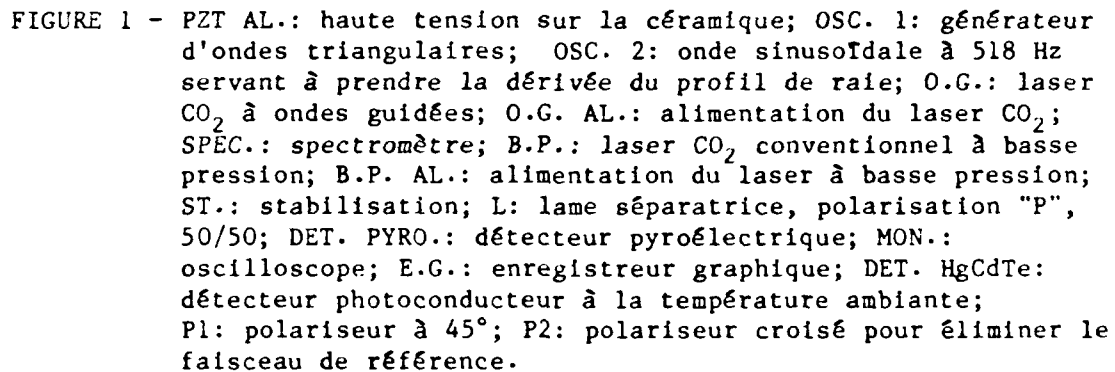 FIGURE 1 - PZT AL.: haute tension sur la céramique; OSC. 1: générateur
d'ondes triangulaires; OSC. 2: onde sinusoïdale à 518 Hz
servant à prendre la dérivée du profil de raie; O.G.: laser
CO₂ à ondes guidées; O.G. AL.: alimentation du laser CO₂;
SPEC.: spectromètre; B.P.: laser CO₂ conventionnel à basse
pression; B.P. AL.: alimentation du laser à basse pression;
ST.: stabilisation; L: lame séparatrice, polarisation "P",
50/50; DET. PYRO.: détecteur pyroélectrique; MON.:
oscilloscope; E.G.: enregistreur graphique; DET. HgCdTe:
détecteur photoconducteur à la température ambiante;
P1: polariseur à 45°; P2: polariseur croisé pour éliminer le
faisceau de référence.